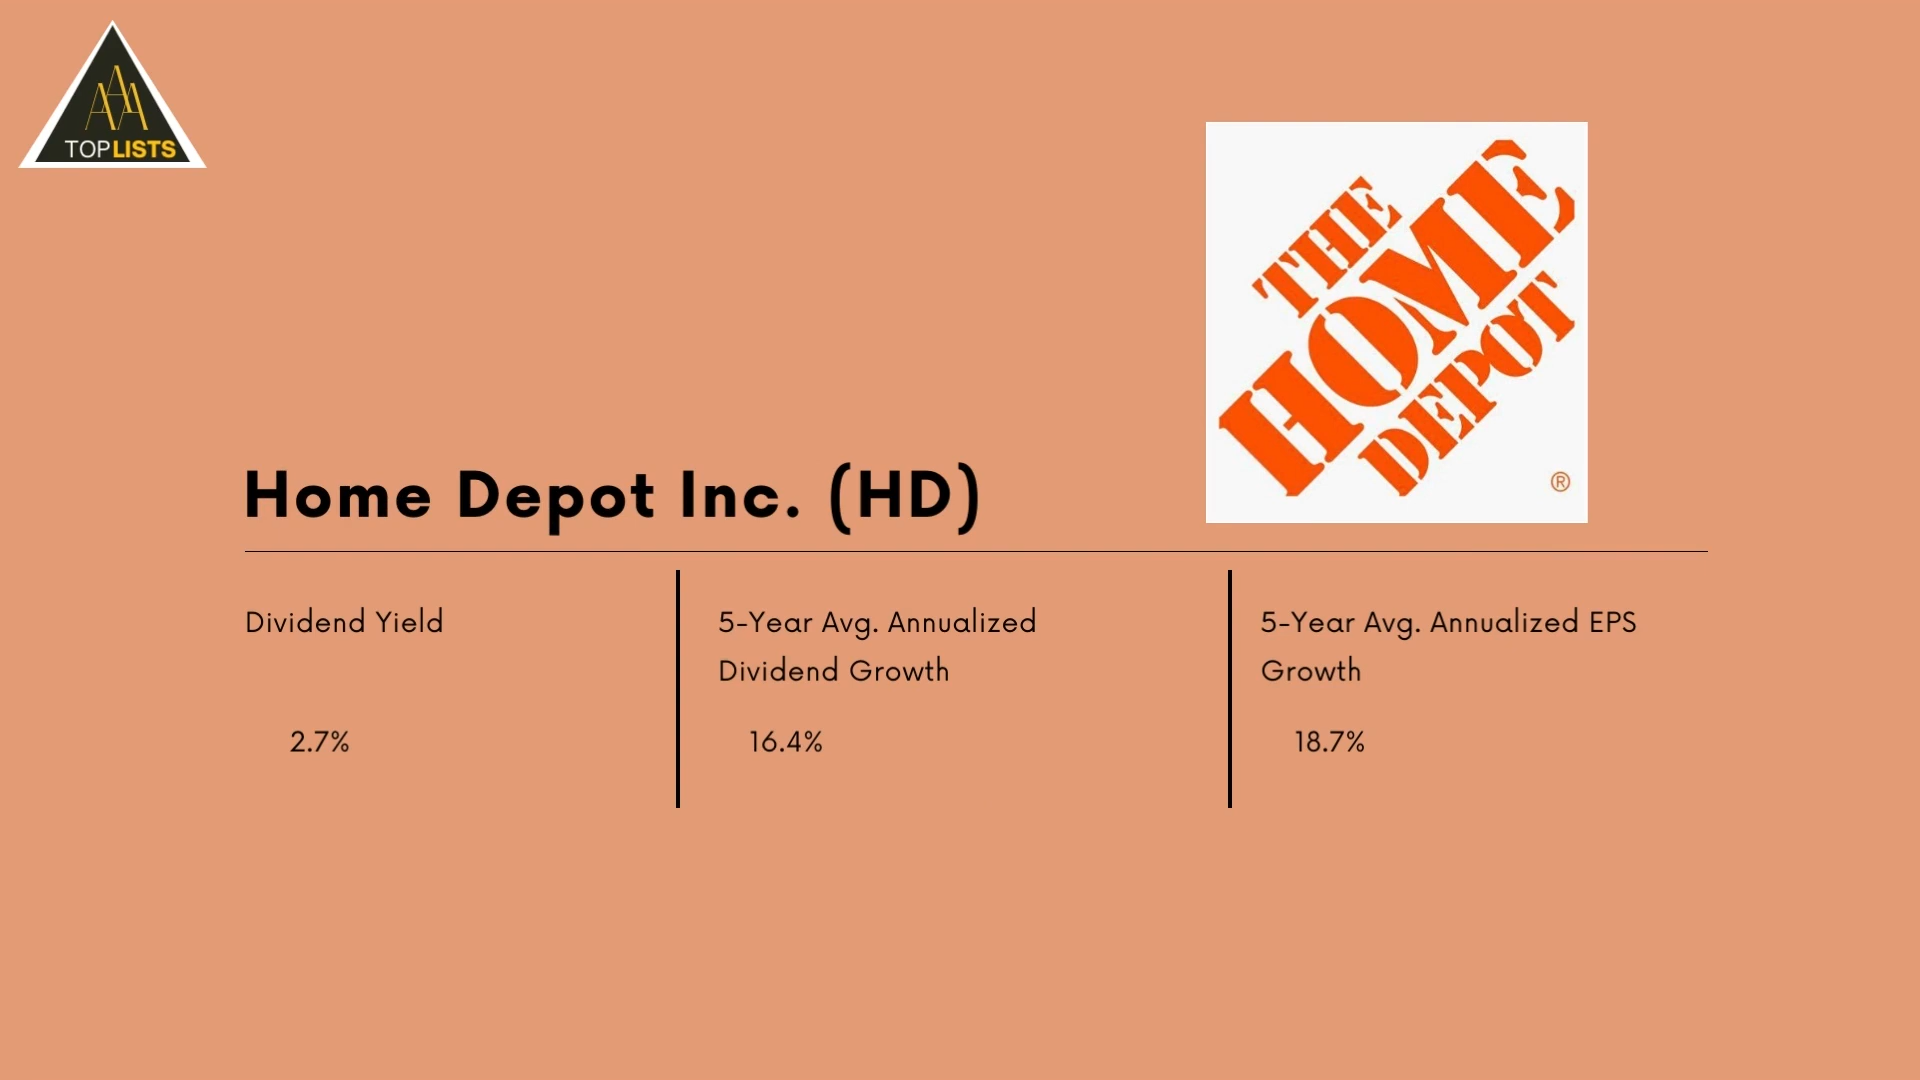 AAA
TOPLISTS
THE
HOME
DEPOT
®
Home Depot Inc. (HD)
Dividend Yield
2.7%
5-Year Avg. Annualized
Dividend Growth
16.4%
5-Year Avg. Annualized EPS
Growth
18.7%